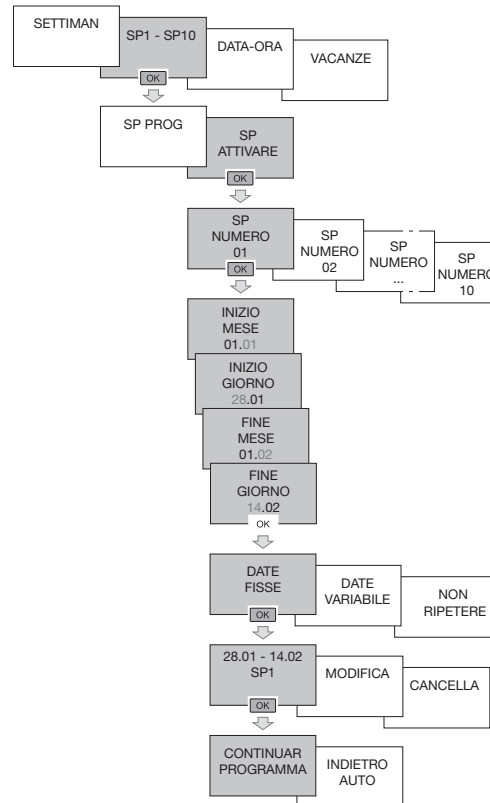 SETTIMAN
SP1 - SP10
OK
DATA-ORA
VACANZE
SP PROG
SP
ATTIVARE
OK
SP
NUMERO
01
OK
SP
NUMERO
02
SP
NUMERO
...
SP
NUMERO
10
INIZIO
MESE
01.01
INIZIO
GIORNO
28.01
FINE
MESE
01.02
FINE
GIORNO
14.02
OK
DATE
FISSE
OK
DATE
VARIABILE
NON
RIPETERE
28.01 - 14.02
SP1
OK
MODIFICA
CANCELLA
CONTINUAR
PROGRAMMA
INDIETRO
AUTO